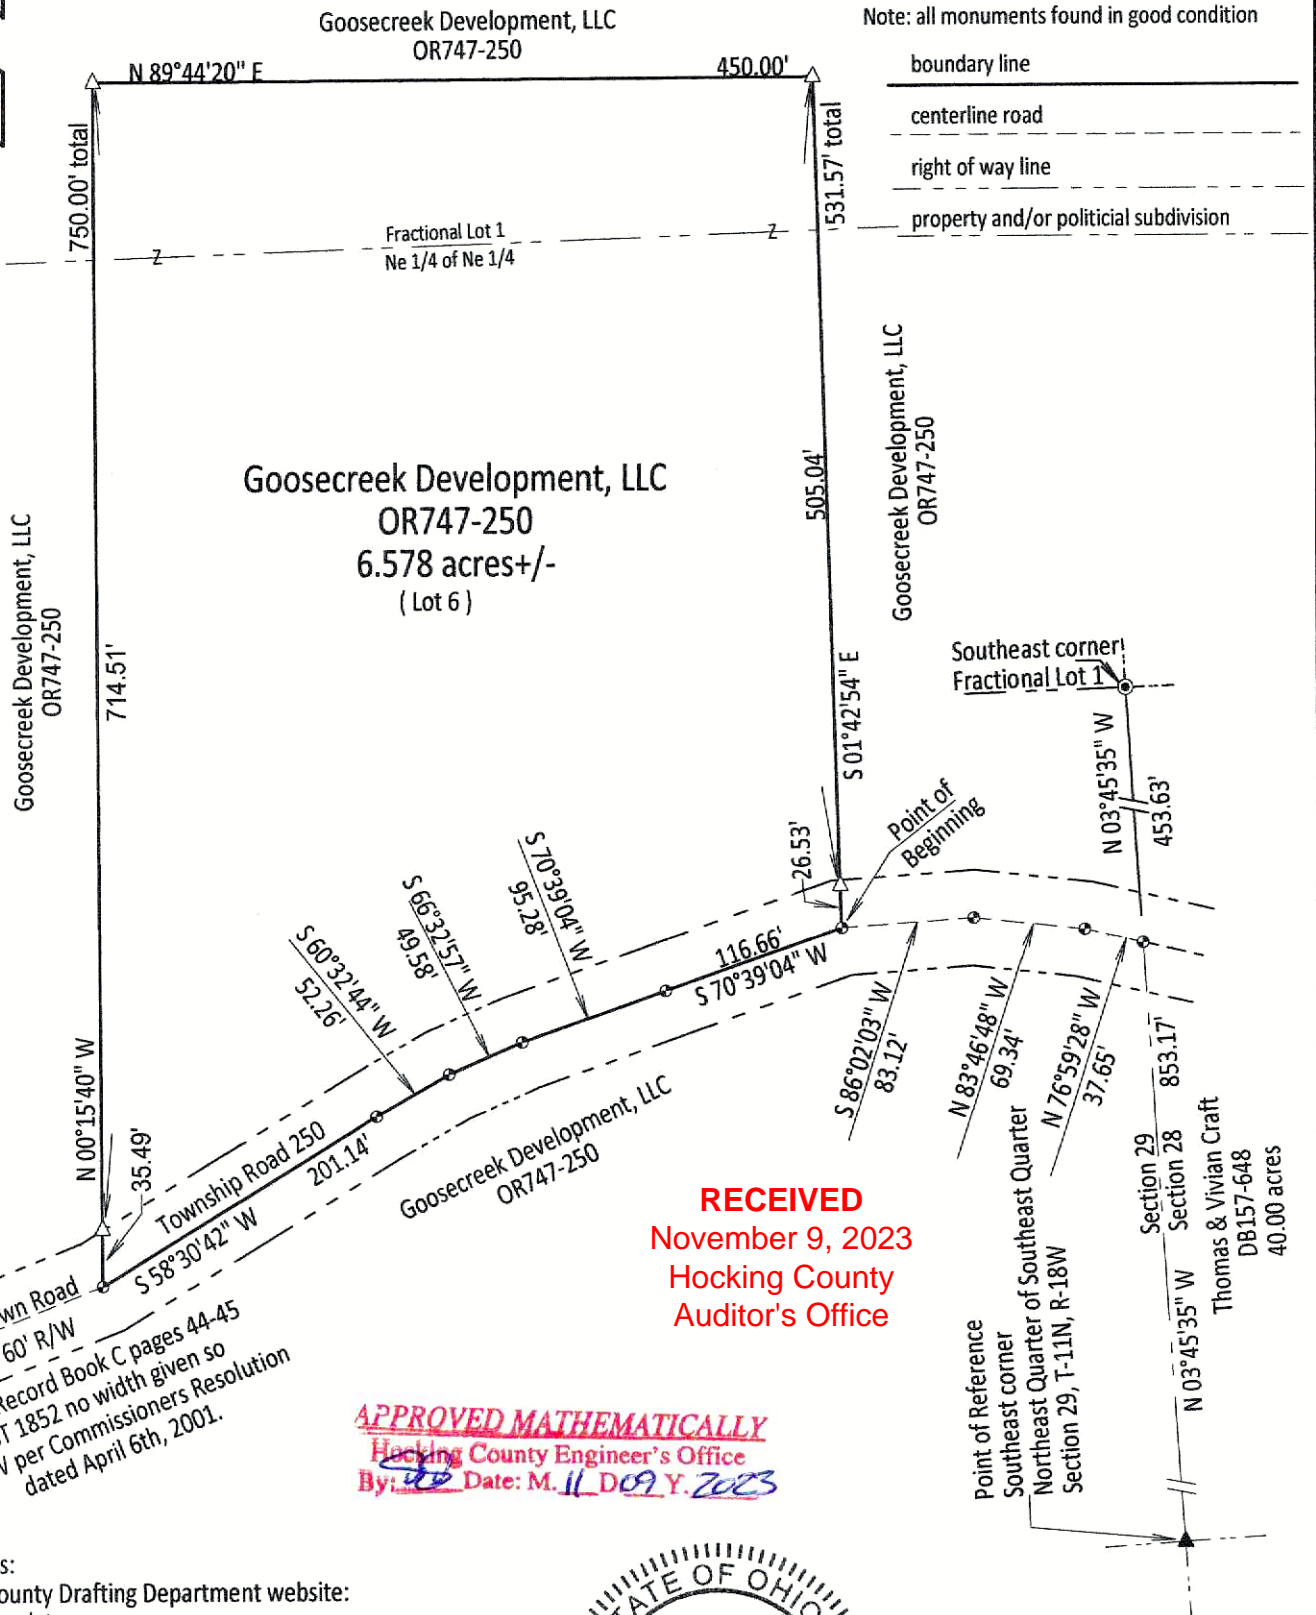 Goosecreek Development, LLC
OR747-250
N 89°44'20" E
450.00'
Note: all monuments found in good condition
boundary line
centerline road
right of way line
property and/or politicial subdivision
750.00' total
531.57' total
Fractional Lot 1
Ne 1/4 of Ne 1/4
Z
Z
Goosecreek Development, LLC
OR747-250
6.578 acres+/-
( Lot 6 )
Goosecreek Development, LLC
OR747-250
714.51'
505.04'
S 01°42'54" E
Goosecreek Development, LLC
OR747-250
Southeast corner
Fractional Lot 1
N 03°45'35" W
453.63'
Point of
Beginning
26.53'
S 70°39'04" W
95.28'
S 66°32'57" W
49.58'
S 60°32'44" W
52.26'
116.66'
S 70°39'04" W
S 86°02'03" W
83.12'
N 83°46'48" W
69.34'
N 76°59'28" W
37.65'
853.17'
N 00°15'40" W
35.49'
Township Road 250
201.14'
S 58°30'42" W
Goosecreek Development, LLC
OR747-250
Section 29
Section 28
Thomas & Vivian Craft
DB157-648
40.00 acres
N 03°45'35" W
Point of Reference
Southeast corner
Northeast Quarter of Southeast Quarter
Section 29, T-11N, R-18W
RECEIVED
November 9, 2023
Hocking County
Auditor's Office
Road
60' R/W
Record Book C pages 44-45
1852 no width given so
per Commissioners Resolution
dated April 6th, 2001.
APPROVED MATHEMATICALLY
Hocking County Engineer's Office
By: Date: M. 11 D 09 Y. 2023
County Drafting Department website:
STATE OF OHIO